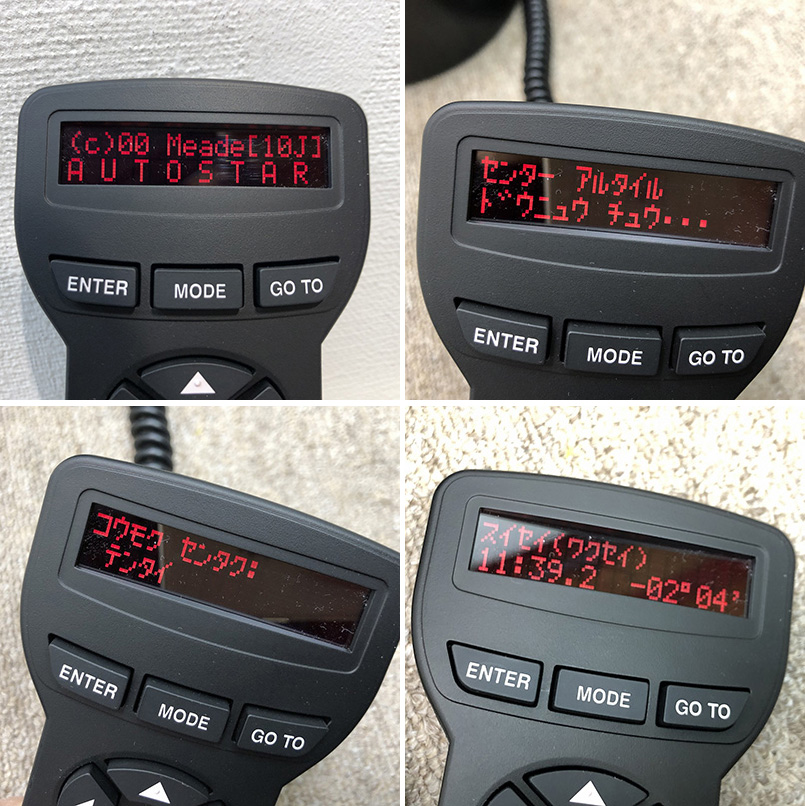 (c)00 Meade[10J]
AUTOSTAR
ENTER
MODE
GO TO
センター アルタイル
ドウニュウ チュウ...
ENTER
MODE
GO TO
コウモク センタク:
テンタイ
ENTER
MODE
GO TO
スイセイ(ワクセイ)
11:39.2 -02°04'
ENTER
MODE
GO TO